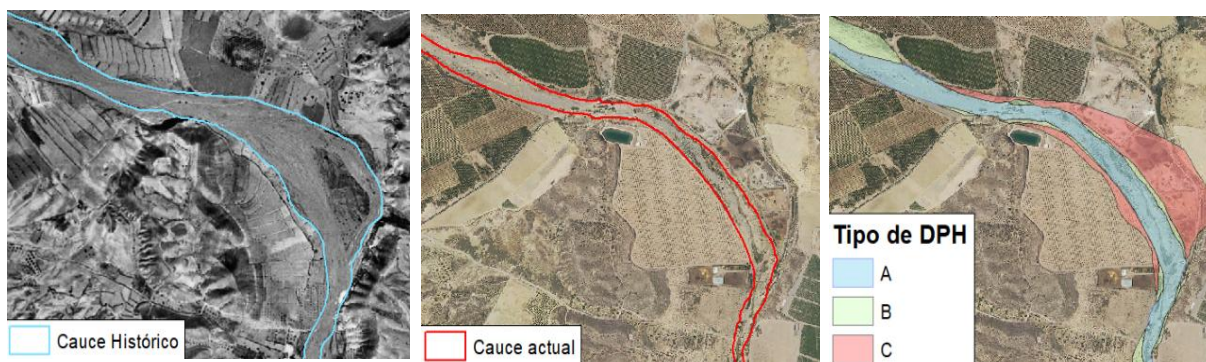 Cauce Histórico
Cauce actual
Tipo de DPH
A
B
C